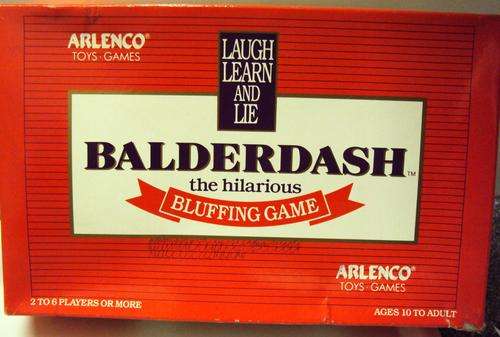 ARLENCO®
TOYS · GAMES
LAUGH
LEARN
AND
LIE
BALDERDASH™
the hilarious
BLUFFING GAME
ARLENCO®
TOYS · GAMES
2 TO 6 PLAYERS OR MORE
AGES 10 TO ADULT